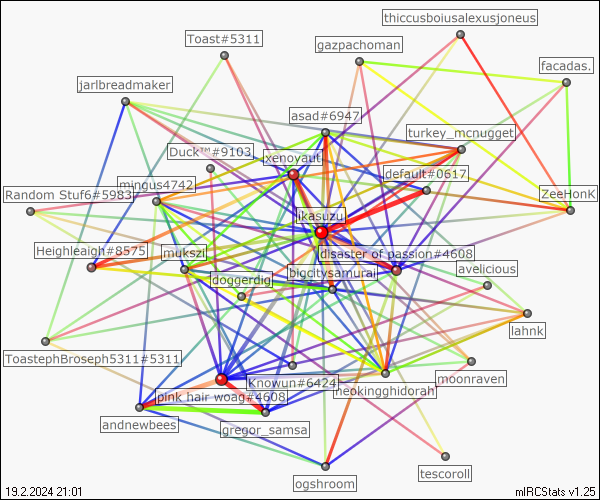 thiccusboiusalexusjoneus
Toast#5311
gazpachoman
facadas.
jarlbreadmaker
asad#6947
turkey_mcnugget
Duck™#9103
xenoyaut
default#0617
mingus4742
Random Stuf6#5983
ZeeHonK
ikasuzu
Heighleaigh#8575
mukszi
disaster of passion#4608
bigcitysamurai
avelicious
doggerdig
lahnk
ToastephBroseph5311#5311
moonraven
Knowun#6424
neokingghidorah
pink hair woag#4608
andnewbees
gregor_samsa
tescoroll
ogshroom
19.2.2024 21:01
mIRCStats v1.25